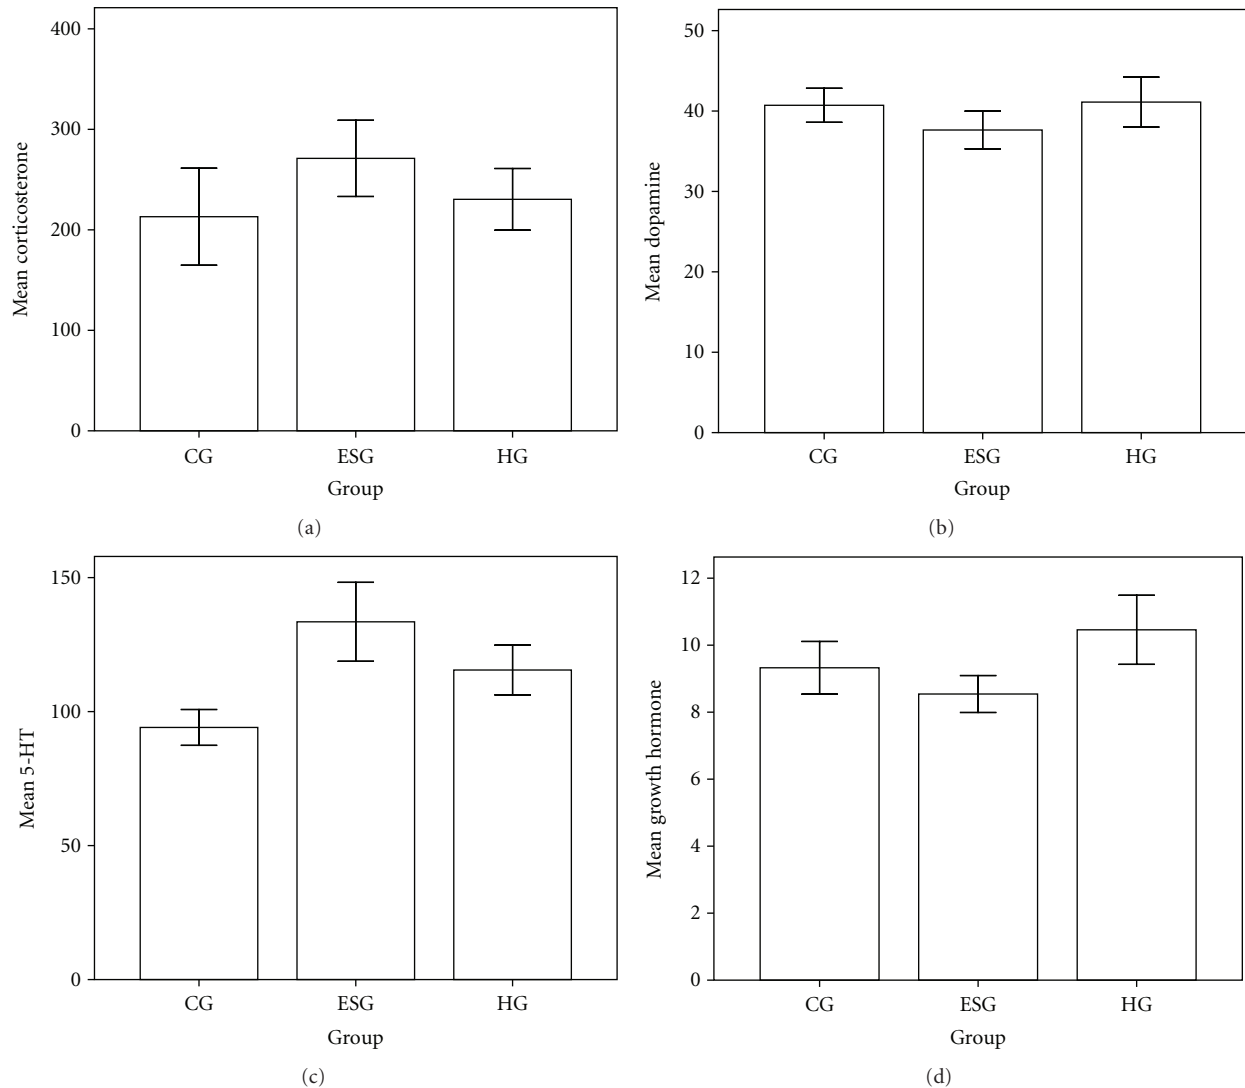 400
300
200
100
0
Mean corticosterone
CG ESG HG
Group
(a)
50
40
30
20
10
0
Mean dopamine
CG ESG HG
Group
(b)
150
100
50
0
Mean 5-HT
CG ESG HG
Group
(c)
12
10
8
6
4
2
0
Mean growth hormone
CG ESG HG
Group
(d)